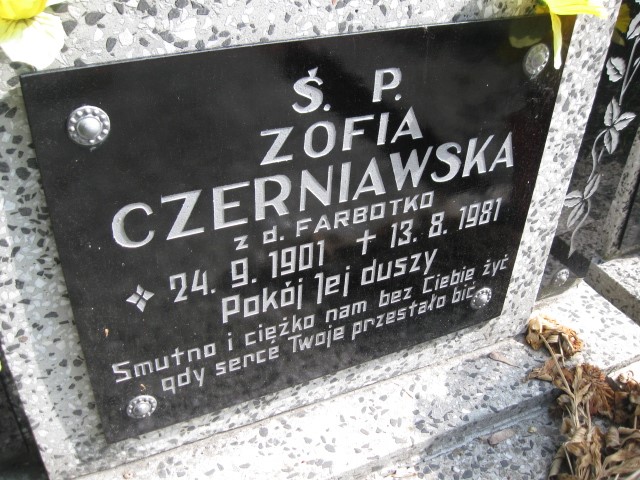 Ś. P.
ZOFIA
CZERNIAWSKA
z d. FARBOTKO
24. 9. 1901 + 13. 8. 1981
Pokój Jej duszy
Smutno i ciężko nam bez Ciebie żyć
gdy serce Twoje przestało bić.